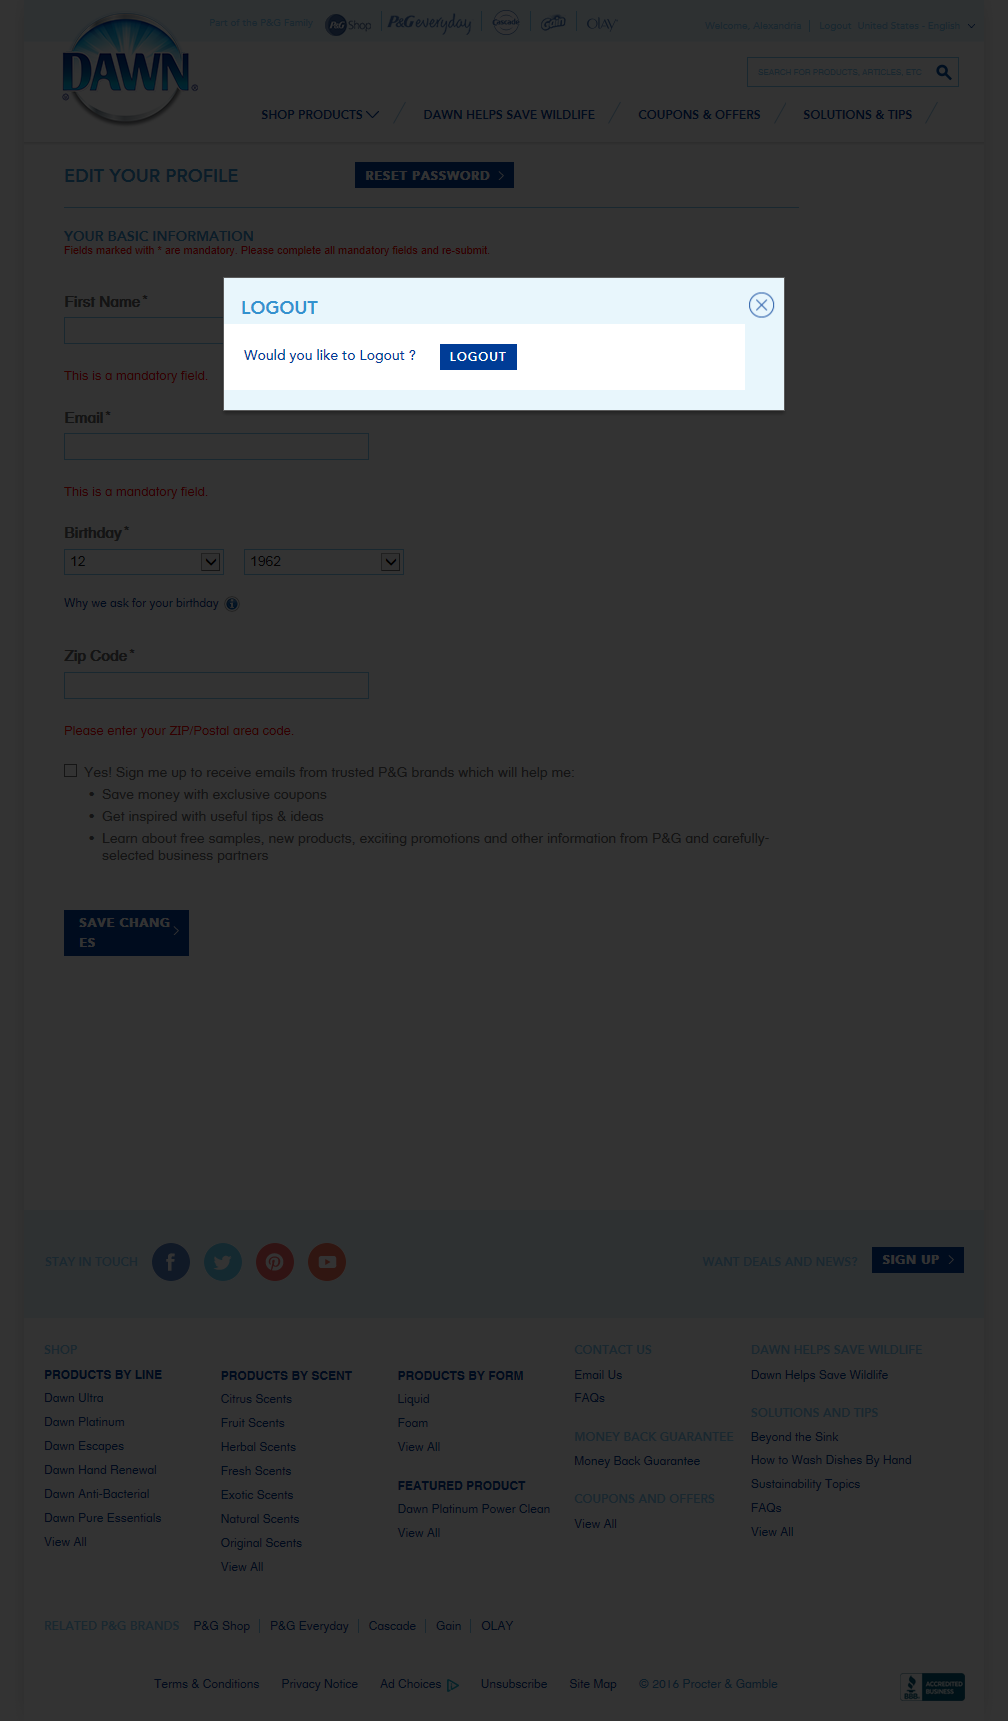 Part of the P&G Family
P&G Shop
P&G everyday
Cascade
Gain
OLAY
Welcome, Alexandria
Logout
United States - English
DAWN
SEARCH FOR PRODUCTS, ARTICLES, ETC
SHOP PRODUCTS
DAWN HELPS SAVE WILDLIFE
COUPONS & OFFERS
SOLUTIONS & TIPS
EDIT YOUR PROFILE
RESET PASSWORD
YOUR BASIC INFORMATION
Fields marked with * are mandatory. Please complete all mandatory fields and re-submit.
First Name*
LOGOUT
Would you like to Logout ?
LOGOUT
This is a mandatory field.
Email*
This is a mandatory field.
Birthday*
12
1962
Why we ask for your birthday
Zip Code*
Please enter your ZIP/Postal area code.
Yes! Sign me up to receive emails from trusted P&G brands which will help me:
• Save money with exclusive coupons
• Get inspired with useful tips & ideas
• Learn about free samples, new products, exciting promotions and other information from P&G and carefully-
selected business partners
SAVE CHANG
ES
STAY IN TOUCH
WANT DEALS AND NEWS?
SIGN UP
SHOP
PRODUCTS BY LINE
Dawn Ultra
Dawn Platinum
Dawn Escapes
Dawn Hand Renewal
Dawn Anti-Bacterial
Dawn Pure Essentials
View All
PRODUCTS BY SCENT
Citrus Scents
Fruit Scents
Herbal Scents
Fresh Scents
Exotic Scents
Natural Scents
Original Scents
View All
PRODUCTS BY FORM
Liquid
Foam
View All
FEATURED PRODUCT
Dawn Platinum Power Clean
View All
CONTACT US
Email Us
FAQs
MONEY BACK GUARANTEE
Money Back Guarantee
COUPONS AND OFFERS
View All
DAWN HELPS SAVE WILDLIFE
Dawn Helps Save Wildlife
SOLUTIONS AND TIPS
Beyond the Sink
How to Wash Dishes By Hand
Sustainability Topics
FAQs
View All
RELATED P&G BRANDS
P&G Shop
P&G Everyday
Cascade
Gain
OLAY
Terms & Conditions
Privacy Notice
Ad Choices
Unsubscribe
Site Map
© 2016 Procter & Gamble
BBB
ACCREDITED
BUSINESS